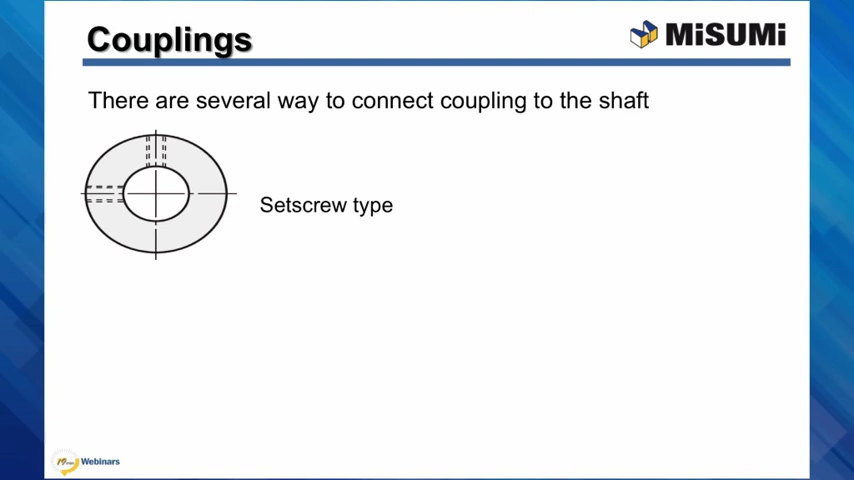 Couplings
MiSUMi
There are several way to connect coupling to the shaft
Setscrew type
Webinars